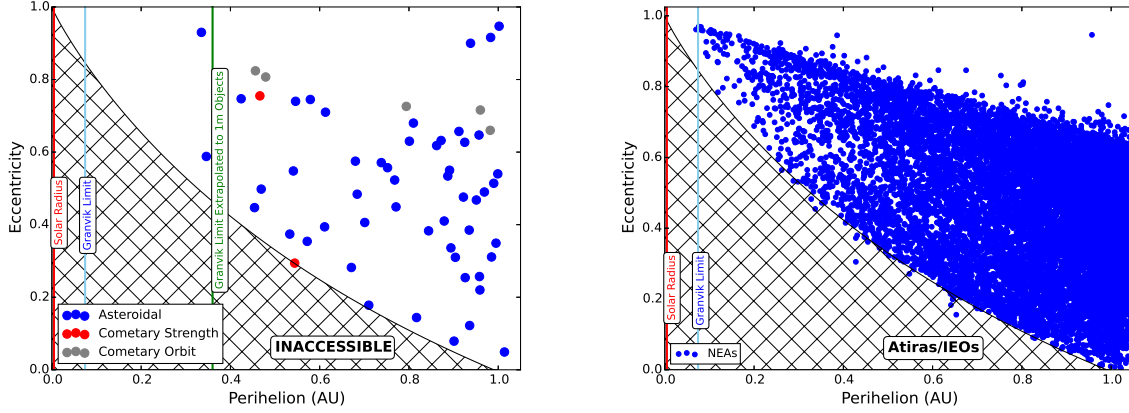 Eccentricity
1.0
0.8
0.6
0.4
0.2
0.0
Solar Radius
Granvik Limit
Granvik Limit Extrapolated to 1m Objects
Asteroidal
Cometary Strength
Cometary Orbit
INACCESSIBLE
0.0 0.2 0.4 0.6 0.8 1.0
Perihelion (AU)
Eccentricity
1.0
0.8
0.6
0.4
0.2
0.0
Solar Radius
Granvik Limit
NEAs
Atiras/IEOs
0.0 0.2 0.4 0.6 0.8 1.0
Perihelion (AU)